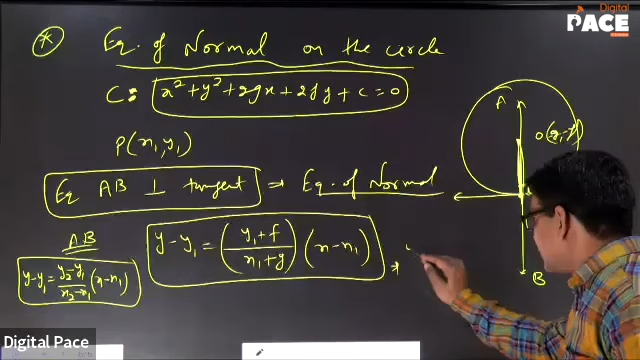 Digital
PACE
* Eq. of Normal on the circle
C: x² + y² + 2gx + 2fy + c = 0
P(x₁, y₁)
Eq AB ⊥ tangent ⇒ Eq. of Normal
AB
y-y₁ = y₂-y₁/x₂-x₁ (x-x₁)
y-y₁ = (y₁+f/x₁+g)(x-x₁)
A
B
Digital Pace